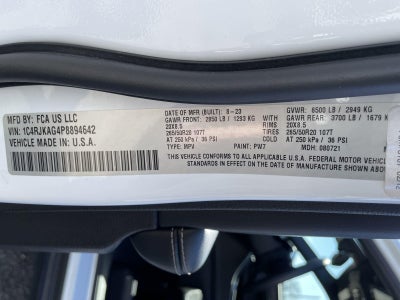 MFD BY: FCA US LLC
VIN: 1C4RJKAG4P8894642
VEHICLE MADE IN: U.S.A.
DATE OF MFR (BUILT): 8-23 GVWR: 6500 LB / 2949 KG
GAWR FRONT: 2850 LB / 1293 KG WITH GAWR REAR: 3700 LB / 1679 KG
20X8.5 RIMS 20X8.5
265/50R20 107T TIRES 265/50R20 107T
AT 250 kPa / 36 PSI COLD AT 250 kPa / 36 PSI
TYPE: MPV PAINT: PW7 MDH: 080721
THIS VEHICLE CONFORMS TO ALL APPLICABLE U.S.A. FEDERAL MOTOR VEHICLE
STANDARDS IN EFFECT ON THE DATE OF MANUFACTURE SHOWN ABOVE